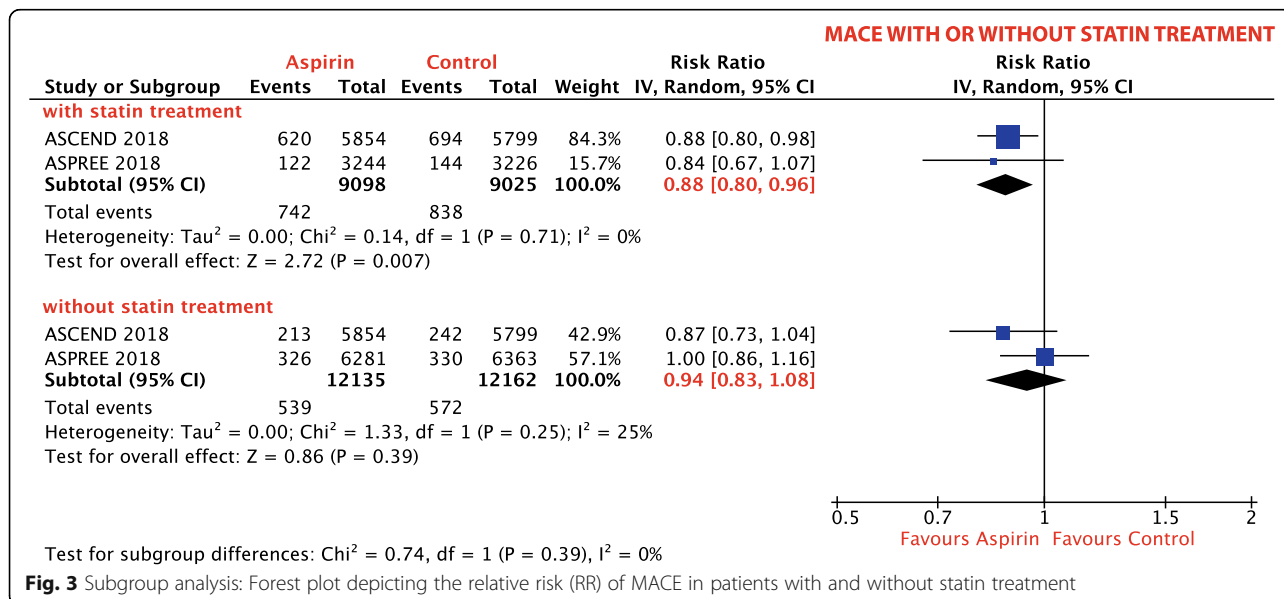 MACE WITH OR WITHOUT STATIN TREATMENT
Aspirin Control Risk Ratio Risk Ratio
Study or Subgroup Events Total Events Total Weight IV, Random, 95% CI IV, Random, 95% CI
with statin treatment
ASCEND 2018 620 5854 694 5799 84.3% 0.88 [0.80, 0.98]
ASPREE 2018 122 3244 144 3226 15.7% 0.84 [0.67, 1.07]
Subtotal (95% CI) 9098 9025 100.0% 0.88 [0.80, 0.96]
Total events 742 838
Heterogeneity: Tau² = 0.00; Chi² = 0.14, df = 1 (P = 0.71); I² = 0%
Test for overall effect: Z = 2.72 (P = 0.007)
without statin treatment
ASCEND 2018 213 5854 242 5799 42.9% 0.87 [0.73, 1.04]
ASPREE 2018 326 6281 330 6363 57.1% 1.00 [0.86, 1.16]
Subtotal (95% CI) 12135 12162 100.0% 0.94 [0.83, 1.08]
Total events 539 572
Heterogeneity: Tau² = 0.00; Chi² = 1.33, df = 1 (P = 0.25); I² = 25%
Test for overall effect: Z = 0.86 (P = 0.39)
0.5 0.7 1 1.5 2
Favours Aspirin Favours Control
Test for subgroup differences: Chi² = 0.74, df = 1 (P = 0.39), I² = 0%
Fig. 3 Subgroup analysis: Forest plot depicting the relative risk (RR) of MACE in patients with and without statin treatment